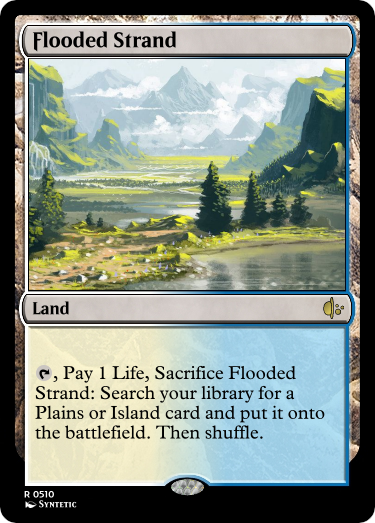 Flooded Strand
Land
, Pay 1 Life, Sacrifice Flooded
Strand: Search your library for a
Plains or Island card and put it onto
the battlefield. Then shuffle.
R 0510
Syntetic